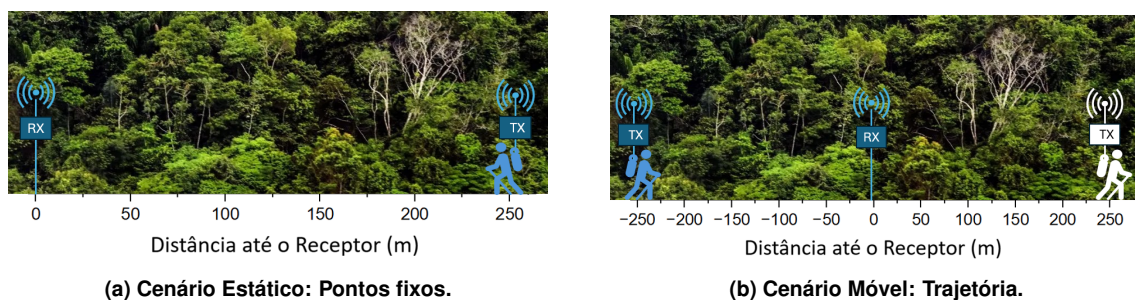 RX
TX
0 50 100 150 200 250
Distância até o Receptor (m)
(a) Cenário Estático: Pontos fixos.
TX
RX
TX
−250 −200 −150 −100 −50 0 50 100 150 200 250
Distância até o Receptor (m)
(b) Cenário Móvel: Trajetória.